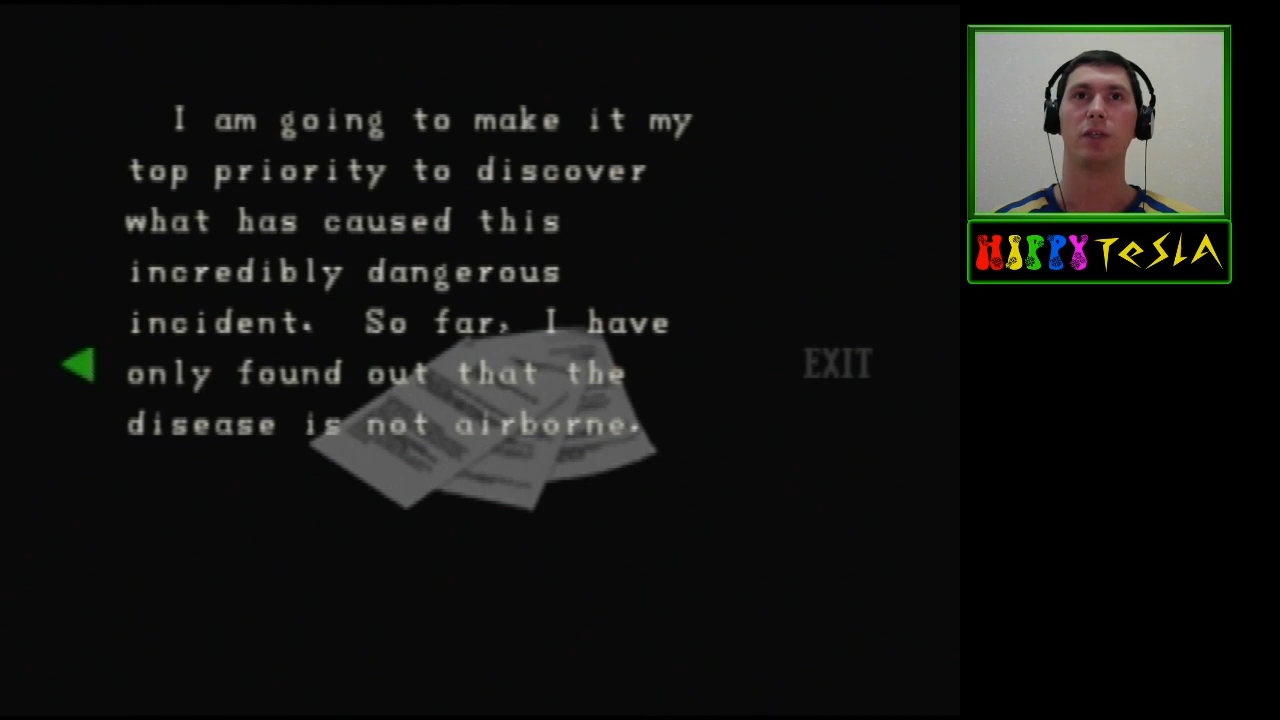 I am going to make it my
top priority to discover
what has caused this
incredibly dangerous
incident. So far, I have
only found out that the
disease is not airborne.
EXIT
HIPPY TeSLA